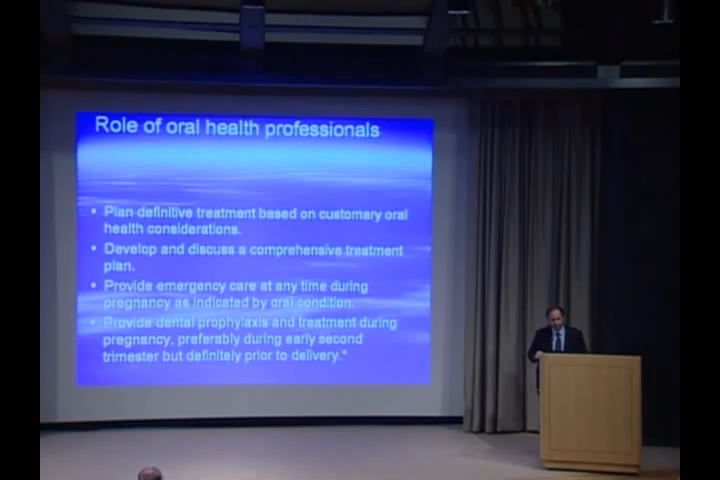 Role of oral health professionals
• Plan definitive treatment based on customary oral
health considerations.
• Develop and discuss a comprehensive treatment
plan.
• Provide emergency care at any time during
pregnancy as indicated by oral condition.
• Provide dental prophylaxis and treatment during
pregnancy, preferably during early second
trimester but definitely prior to delivery.*